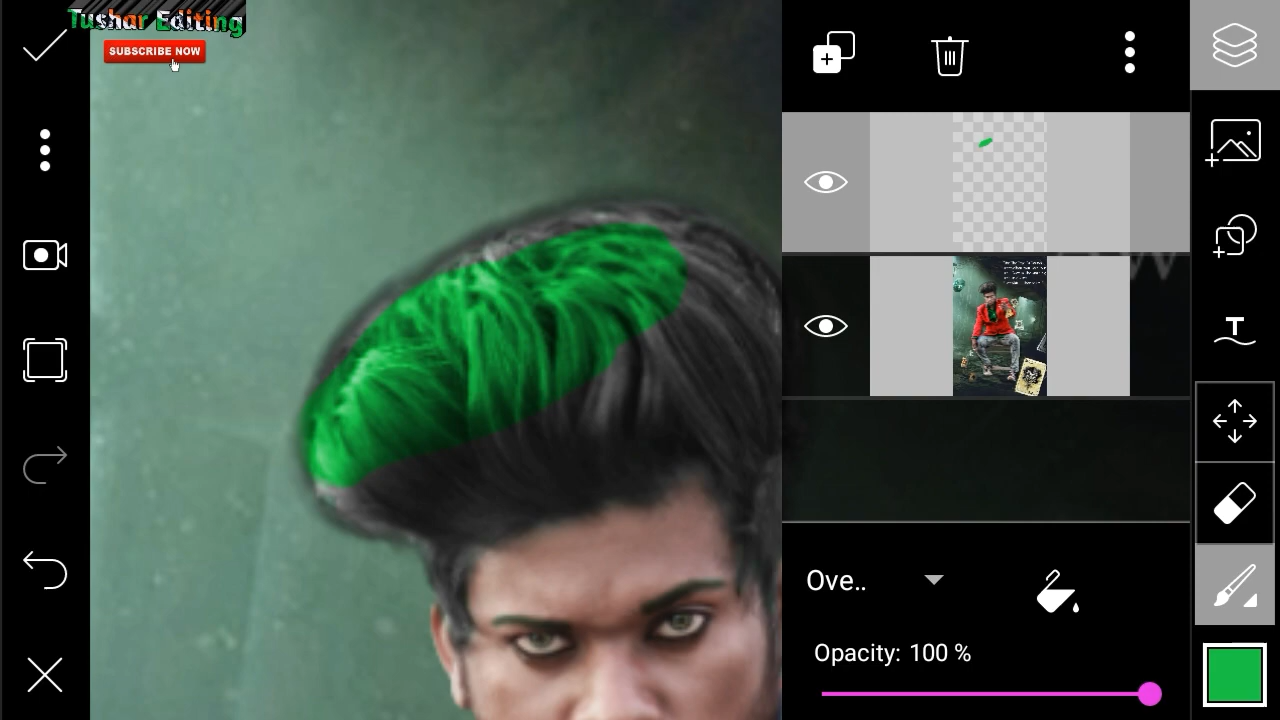 Tushar Editing
SUBSCRIBE NOW
T
Ove..
Opacity: 100 %